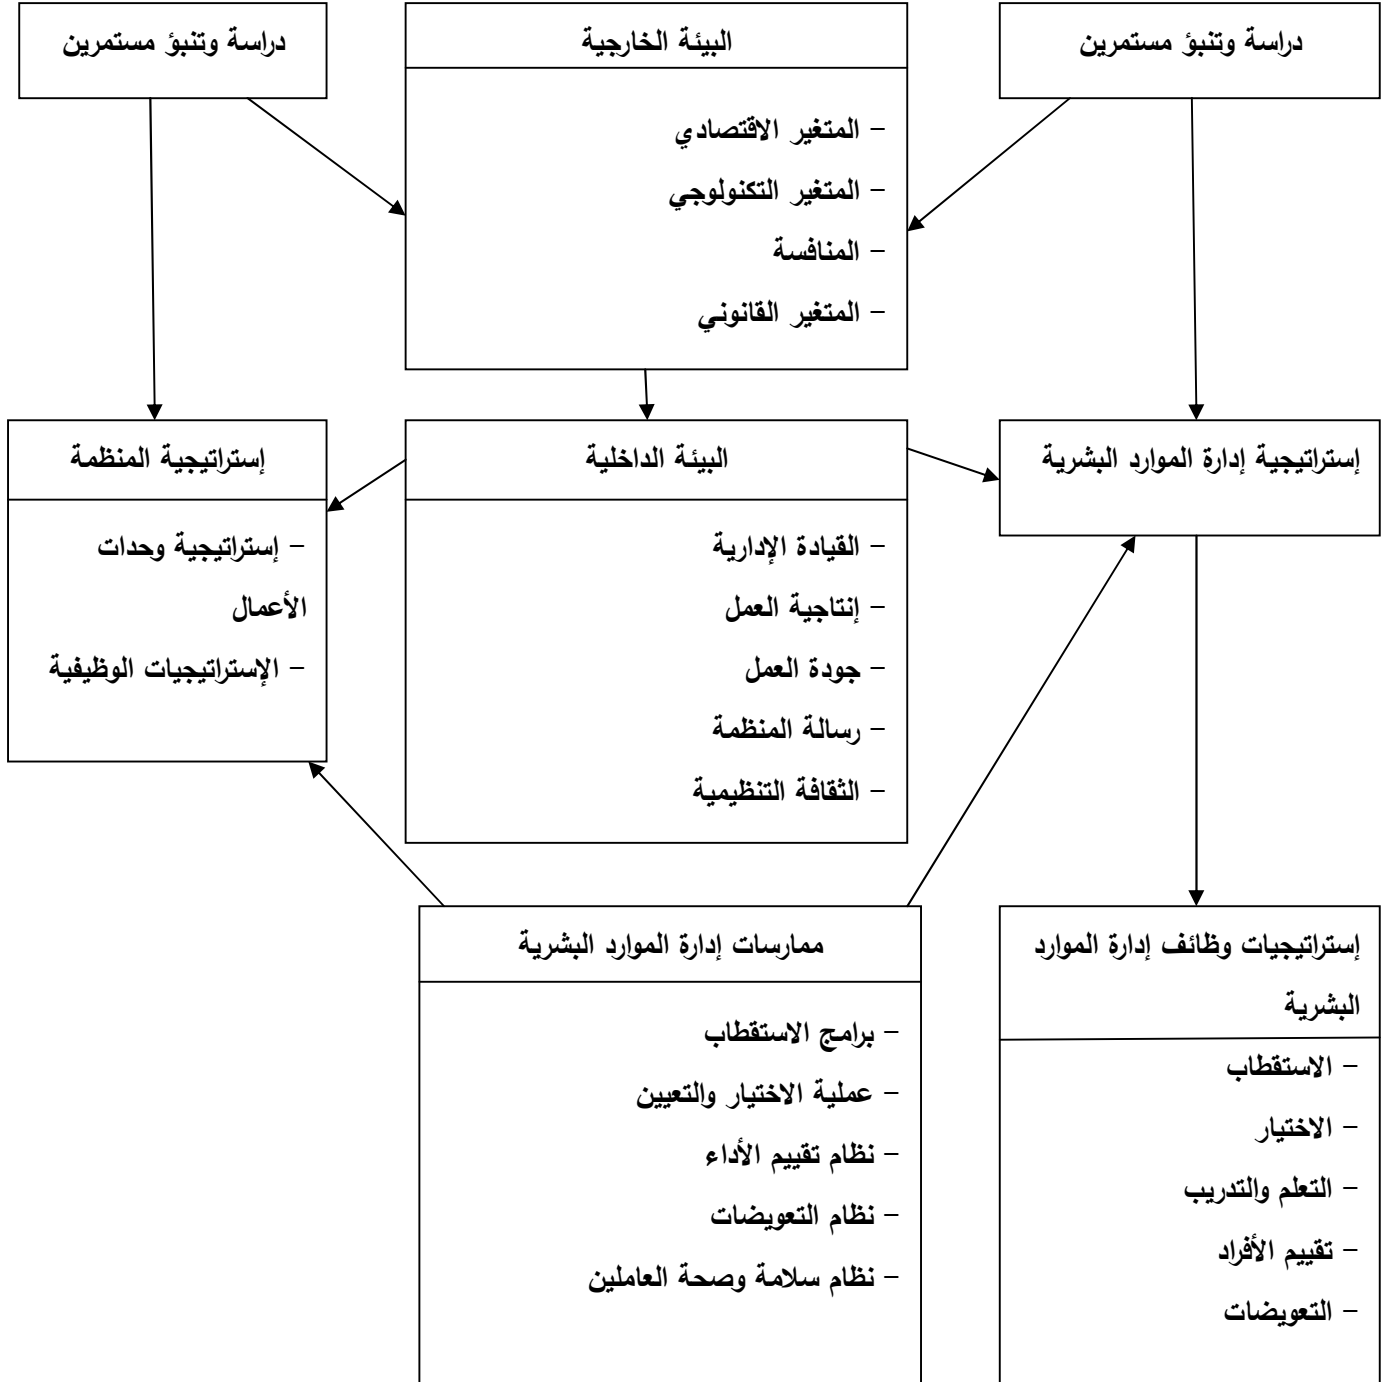 دراسة وتنبؤ مستمرين
البيئة الخارجية
- المتغير الاقتصادي
- المتغير التكنولوجي
- المنافسة
- المتغير القانوني
دراسة وتنبؤ مستمرين
إستراتيجية إدارة الموارد البشرية
البيئة الداخلية
- القيادة الإدارية
- إنتاجية العمل
- جودة العمل
- رسالة المنظمة
- الثقافة التنظيمية
إستراتيجية المنظمة
- إستراتيجية وحدات
الأعمال
- الإستراتيجيات الوظيفية
إستراتيجيات وظائف إدارة الموارد
البشرية
- الاستقطاب
- الاختيار
- التعلم والتدريب
- تقييم الأفراد
- التعويضات
ممارسات إدارة الموارد البشرية
- برامج الاستقطاب
- عملية الاختيار والتعيين
- نظام تقييم الأداء
- نظام التعويضات
- نظام سلامة وصحة العاملين